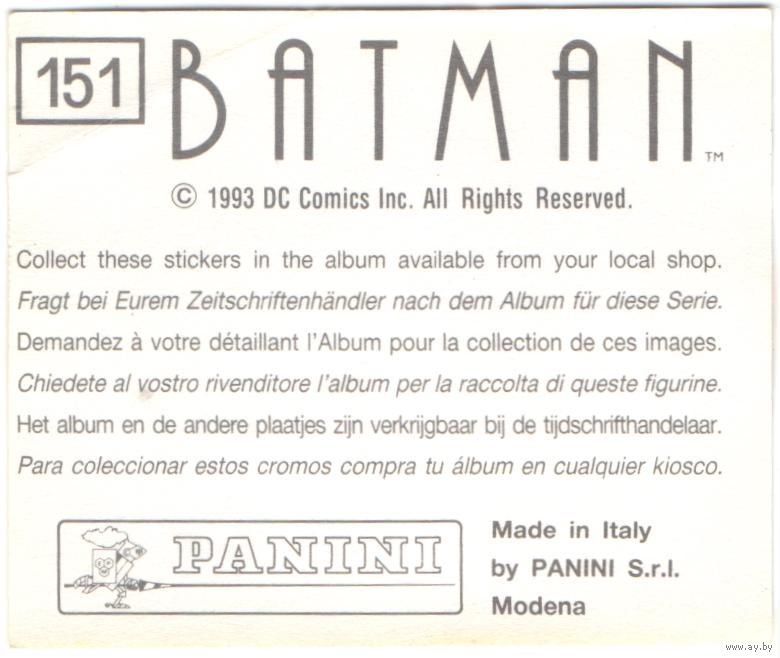 151
BATMAN™
© 1993 DC Comics Inc. All Rights Reserved.
Collect these stickers in the album available from your local shop.
Fragt bei Eurem Zeitschriftenhändler nach dem Album für diese Serie.
Demandez à votre détaillant l'Album pour la collection de ces images.
Chiedete al vostro rivenditore l'album per la raccolta di queste figurine.
Het album en de andere plaatjes zijn verkrijgbaar bij de tijdschrifthandelaar.
Para coleccionar estos cromos compra tu álbum en cualquier kiosco.
PANINI
Made in Italy
by PANINI S.r.l.
Modena
www.ay.by